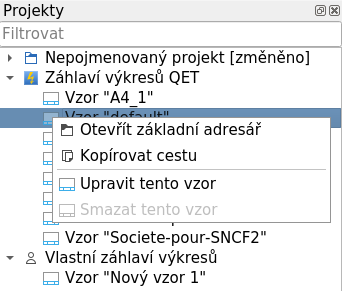 Projekty
Filtrovat
Nepojmenovaný projekt [změněno]
Záhlaví výkresů QET
Vzor "A4_1"
Vzor "default"
Otevřít základní adresář
Kopírovat cestu
Upravit tento vzor
Smazat tento vzor
Vzor "Societe-pour-SNCF2"
Vlastní záhlaví výkresů
Vzor "Nový vzor 1"